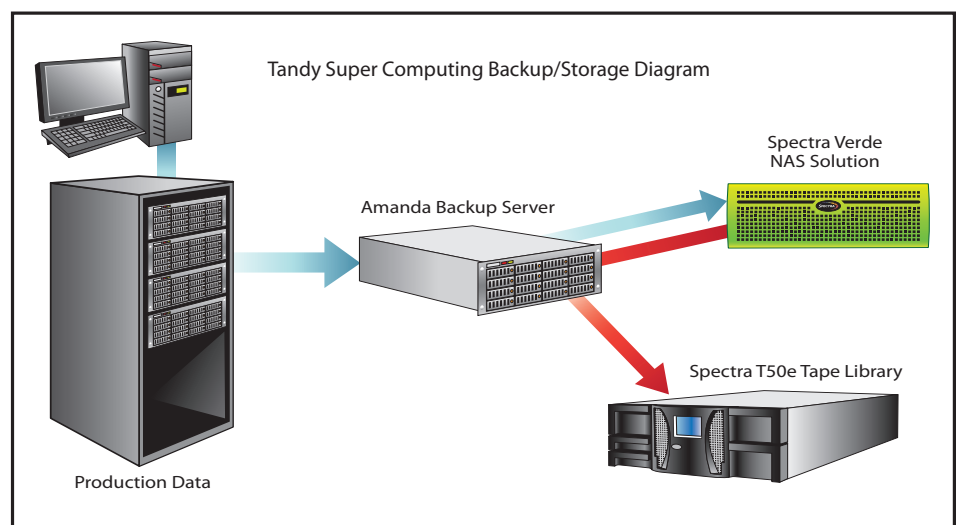 Tandy Super Computing Backup/Storage Diagram
Spectra Verde
NAS Solution
SPECTRA
Amanda Backup Server
Spectra T50e Tape Library
Production Data